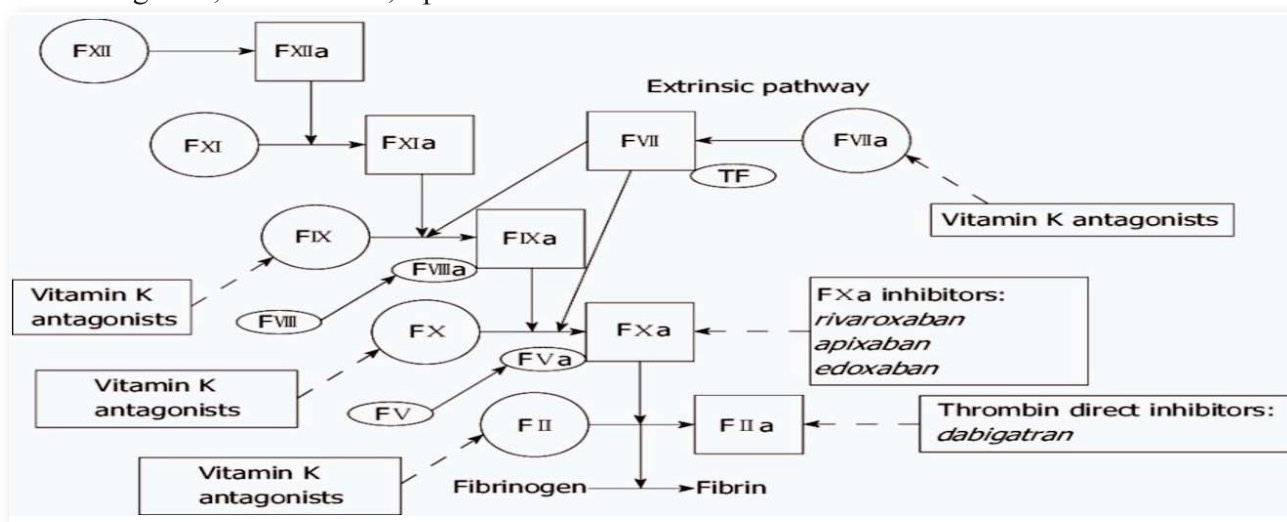 FXII
FXIIa
Extrinsic pathway
FXI
FXIa
FVII
FVIIa
TF
Vitamin K antagonists
FIX
FIXa
FVIIIa
Vitamin K
antagonists
FVIII
FX
FXa
FXa inhibitors:
rivaroxaban
apixaban
edoxaban
FVa
Vitamin K
antagonists
FV
FII
FIIa
Thrombin direct inhibitors:
dabigatran
Vitamin K
antagonists
Fibrinogen
Fibrin